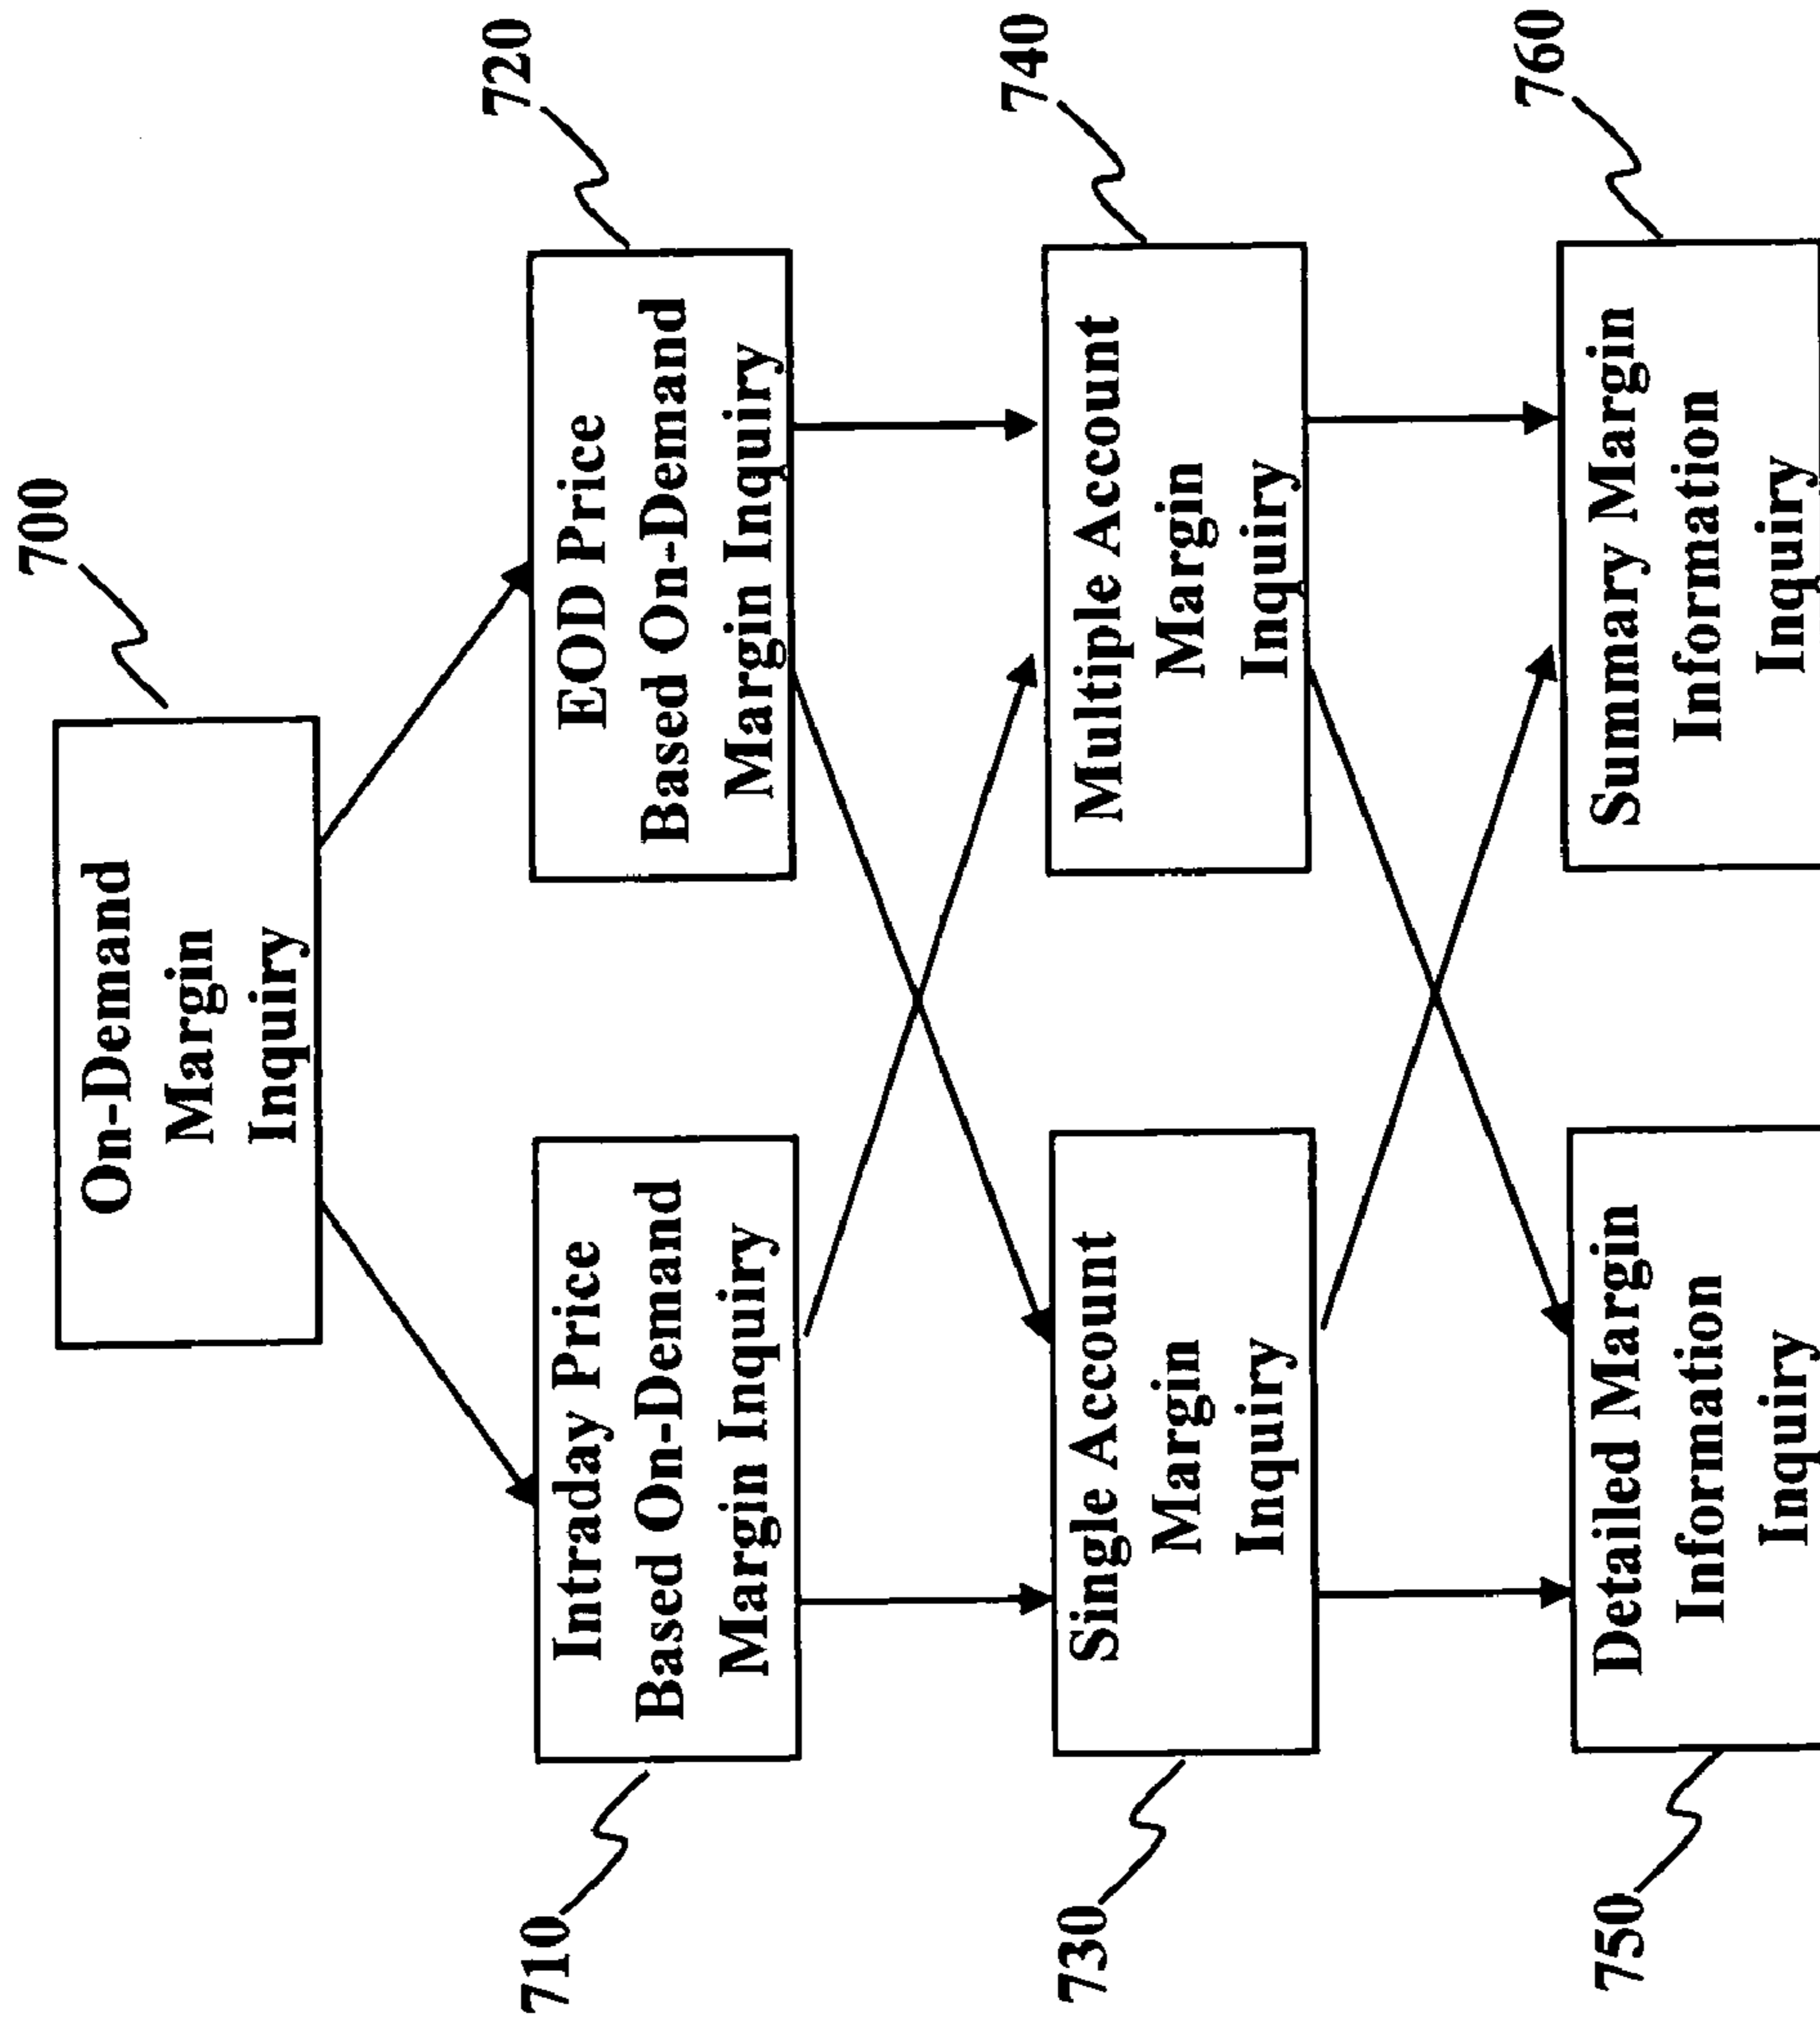 700
On-Demand
Margin
Inquiry
710
Intraday Price
Based On-Demand
Margin Inquiry
720
EOD Price
Based On-Demand
Margin Inquiry
730
Single Account
Margin
Inquiry
740
Multiple Account
Margin
Inquiry
750
Detailed Margin
Information
Inquiry
760
Summary Margin
Information
Inquiry